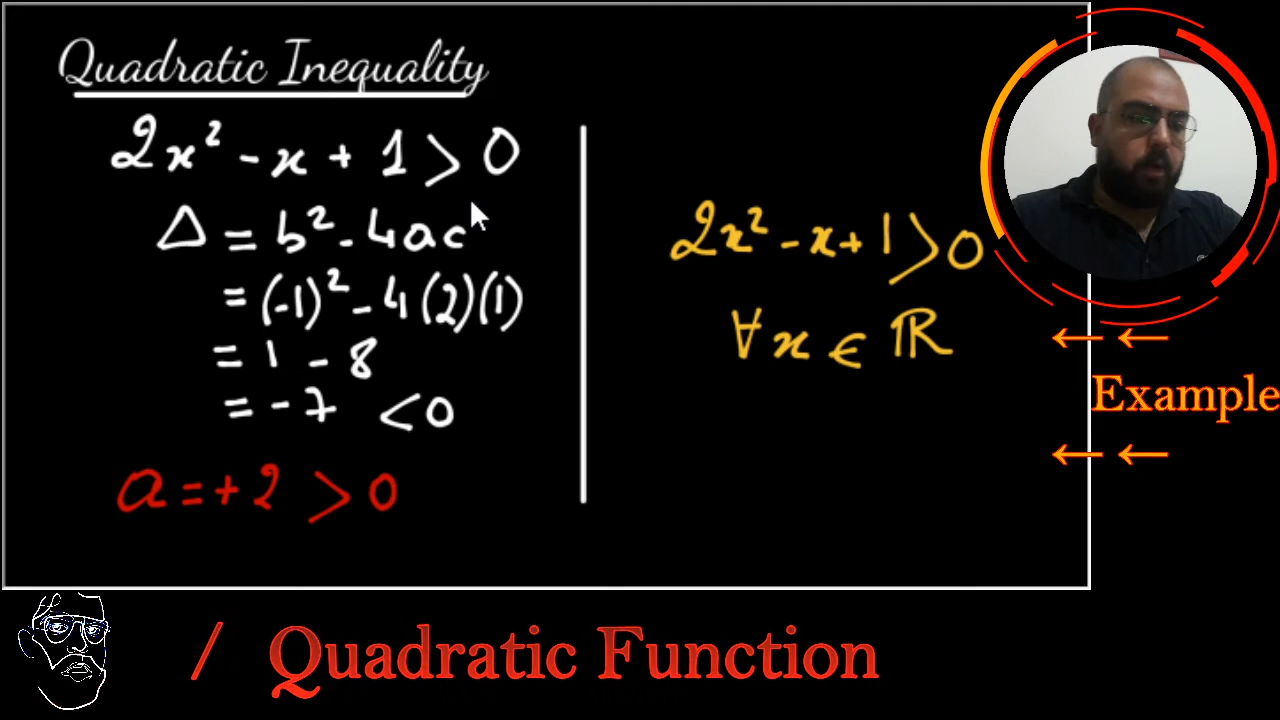 Quadratic Inequality
2x² - x + 1 > 0
Δ = b² - 4ac
= (-1)² - 4(2)(1)
= 1 - 8
= -7 < 0
a = +2 > 0
2x² - x + 1 > 0
∀x ∈ ℝ
← ←
Example
← ←
/ Quadratic Function